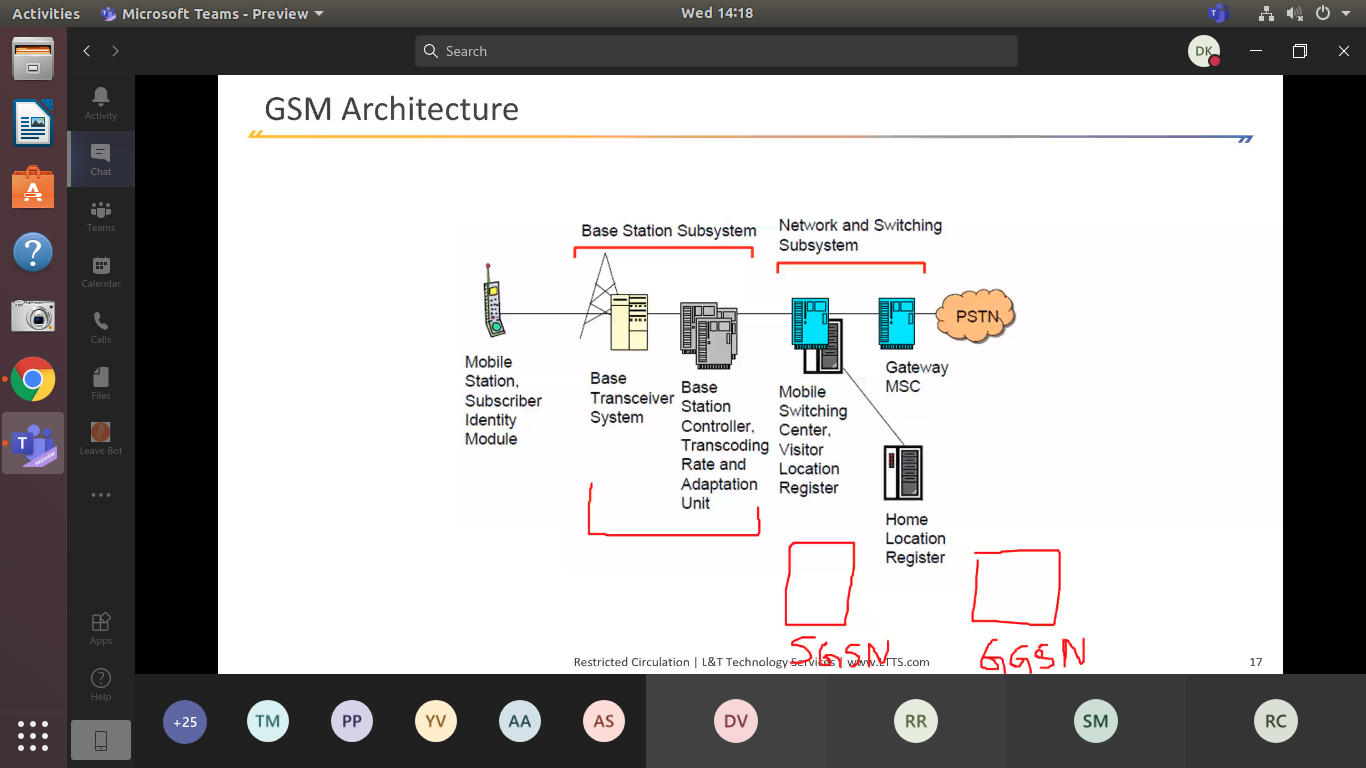 Activities
Microsoft Teams - Preview
Wed 14:18
Search
DK
Activity
Chat
Teams
Calendar
Calls
Files
Leave Bot
Apps
Help
PREVIEW
GSM Architecture
Base Station Subsystem
Network and Switching
Subsystem
PSTN
Mobile
Station,
Subscriber
Identity
Module
Base
Transceiver
System
Base
Station
Controller,
Transcoding
Rate and
Adaptation
Unit
Mobile
Switching
Center,
Visitor
Location
Register
Gateway
MSC
Home
Location
Register
SGSN
GGSN
Restricted Circulation | L&T Technology Services | www.LTTS.com
17
+25
TM
PP
YV
AA
AS
DV
RR
SM
RC